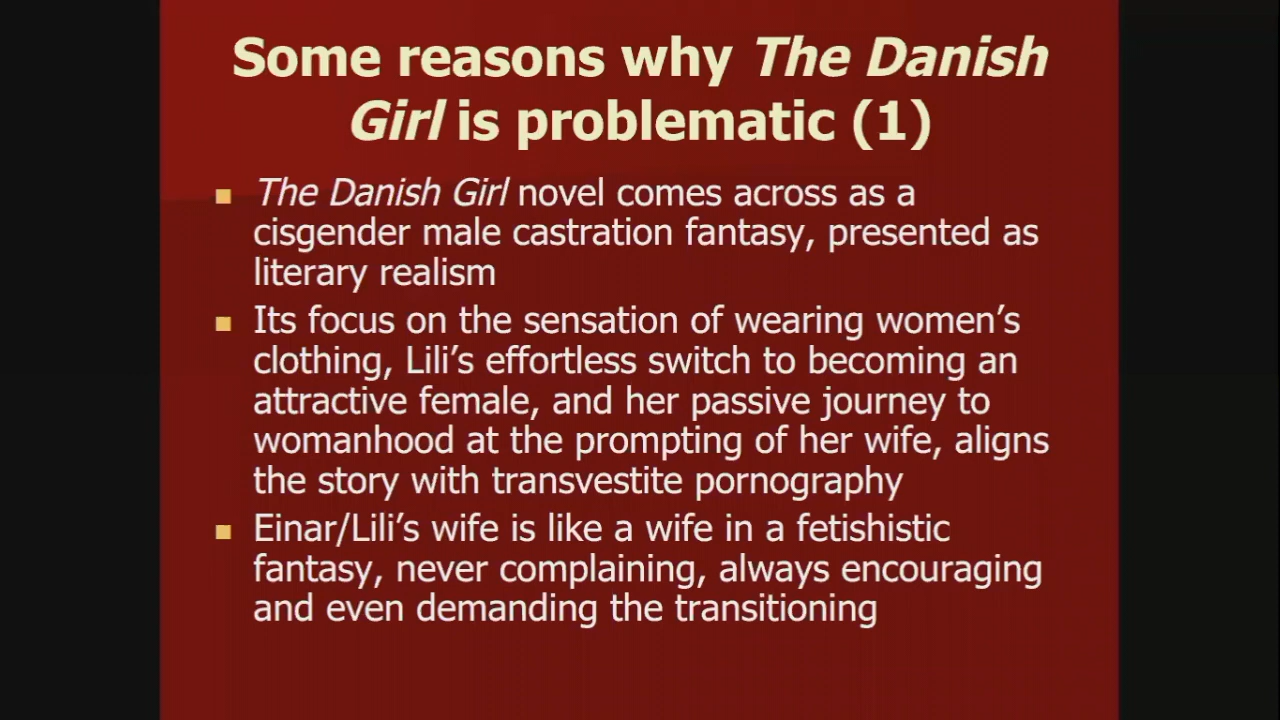 Some reasons why The Danish
Girl is problematic (1)
The Danish Girl novel comes across as a
cisgender male castration fantasy, presented as
literary realism
Its focus on the sensation of wearing women’s
clothing, Lili’s effortless switch to becoming an
attractive female, and her passive journey to
womanhood at the prompting of her wife, aligns
the story with transvestite pornography
Einar/Lili’s wife is like a wife in a fetishistic
fantasy, never complaining, always encouraging
and even demanding the transitioning